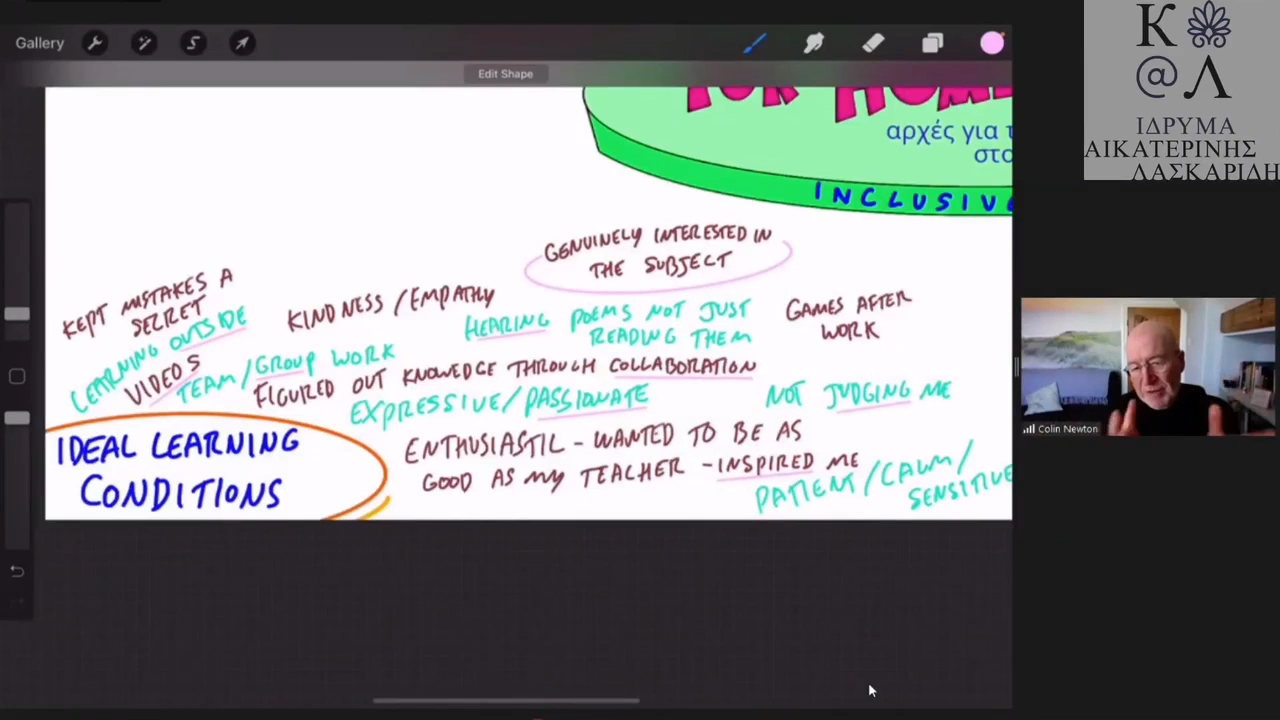 Gallery
Edit Shape
FOR HOM
αρχές για τ
στο
INCLUSIV
GENUINELY INTERESTED IN
THE SUBJECT
KEPT MISTAKES A
SECRET
KINDNESS / EMPATHY
HEARING POEMS NOT JUST
READING THEM
GAMES AFTER
WORK
LEARNING OUTSIDE
VIDEOS
TEAM / GROUP WORK
FIGURED OUT KNOWLEDGE THROUGH COLLABORATION
EXPRESSIVE / PASSIONATE
NOT JUDGING ME
IDEAL LEARNING
CONDITIONS
ENTHUSIASTIC - WANTED TO BE AS
GOOD AS MY TEACHER - INSPIRED ME
PATIENT / CALM /
SENSITIVE
Κ
@ Λ
ΙΔΡΥΜΑ
ΑΙΚΑΤΕΡΙΝΗΣ
ΛΑΣΚΑΡΙΔΗ
Colin Newton